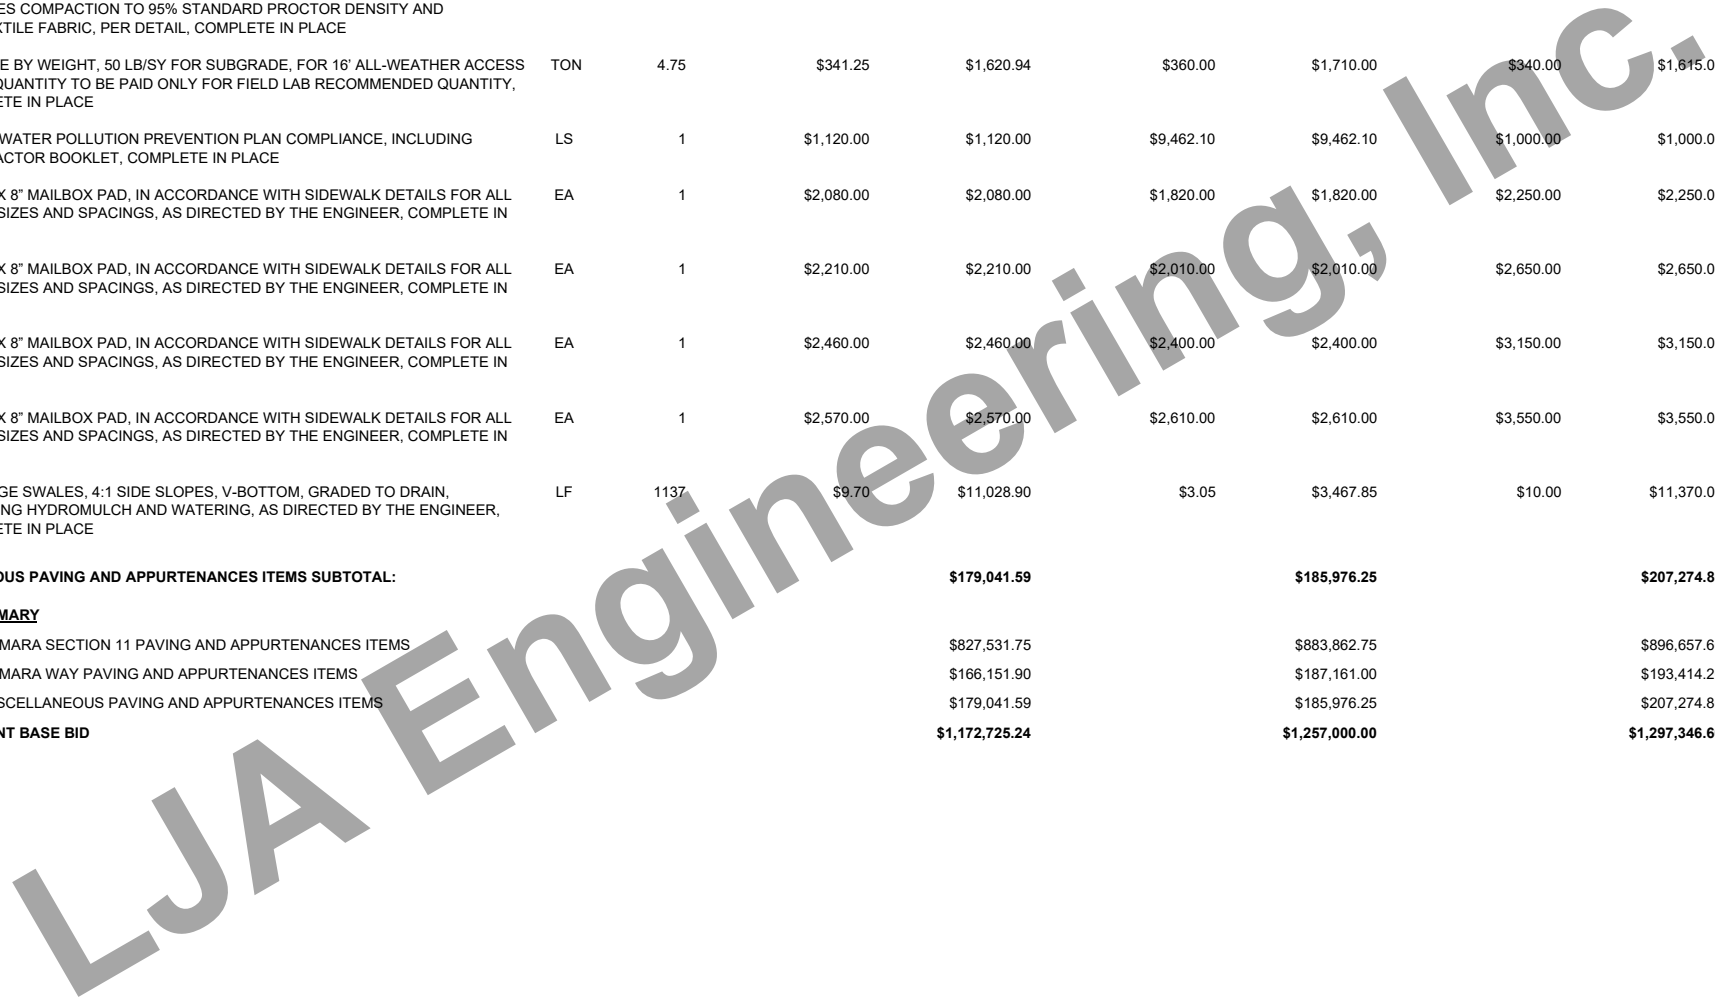 ES COMPACTION TO 95% STANDARD PROCTOR DENSITY AND
XTILE FABRIC, PER DETAIL, COMPLETE IN PLACE
E BY WEIGHT, 50 LB/SY FOR SUBGRADE, FOR 16' ALL-WEATHER ACCESS TON 4.75 $341.25 $1,620.94 $360.00 $1,710.00 $340.00 $1,615.0
QUANTITY TO BE PAID ONLY FOR FIELD LAB RECOMMENDED QUANTITY,
ETE IN PLACE
WATER POLLUTION PREVENTION PLAN COMPLIANCE, INCLUDING LS 1 $1,120.00 $1,120.00 $9,462.10 $9,462.10 $1,000.00 $1,000.0
ACTOR BOOKLET, COMPLETE IN PLACE
X 8” MAILBOX PAD, IN ACCORDANCE WITH SIDEWALK DETAILS FOR ALL EA 1 $2,080.00 $2,080.00 $1,820.00 $1,820.00 $2,250.00 $2,250.0
SIZES AND SPACINGS, AS DIRECTED BY THE ENGINEER, COMPLETE IN
X 8” MAILBOX PAD, IN ACCORDANCE WITH SIDEWALK DETAILS FOR ALL EA 1 $2,210.00 $2,210.00 $2,010.00 $2,010.00 $2,650.00 $2,650.0
SIZES AND SPACINGS, AS DIRECTED BY THE ENGINEER, COMPLETE IN
X 8” MAILBOX PAD, IN ACCORDANCE WITH SIDEWALK DETAILS FOR ALL EA 1 $2,460.00 $2,460.00 $2,400.00 $2,400.00 $3,150.00 $3,150.0
SIZES AND SPACINGS, AS DIRECTED BY THE ENGINEER, COMPLETE IN
X 8” MAILBOX PAD, IN ACCORDANCE WITH SIDEWALK DETAILS FOR ALL EA 1 $2,570.00 $2,570.00 $2,610.00 $2,610.00 $3,550.00 $3,550.0
SIZES AND SPACINGS, AS DIRECTED BY THE ENGINEER, COMPLETE IN
GE SWALES, 4:1 SIDE SLOPES, V-BOTTOM, GRADED TO DRAIN, LF 1137 $9.70 $11,028.90 $3.05 $3,467.85 $10.00 $11,370.0
NG HYDROMULCH AND WATERING, AS DIRECTED BY THE ENGINEER,
ETE IN PLACE
OUS PAVING AND APPURTENANCES ITEMS SUBTOTAL: $179,041.59 $185,976.25 $207,274.8
MARY
MARA SECTION 11 PAVING AND APPURTENANCES ITEMS $827,531.75 $883,862.75 $896,657.6
MARA WAY PAVING AND APPURTENANCES ITEMS $166,151.90 $187,161.00 $193,414.2
SCELLANEOUS PAVING AND APPURTENANCES ITEMS $179,041.59 $185,976.25 $207,274.8
NT BASE BID $1,172,725.24 $1,257,000.00 $1,297,346.6
LJA Engineering, Inc.